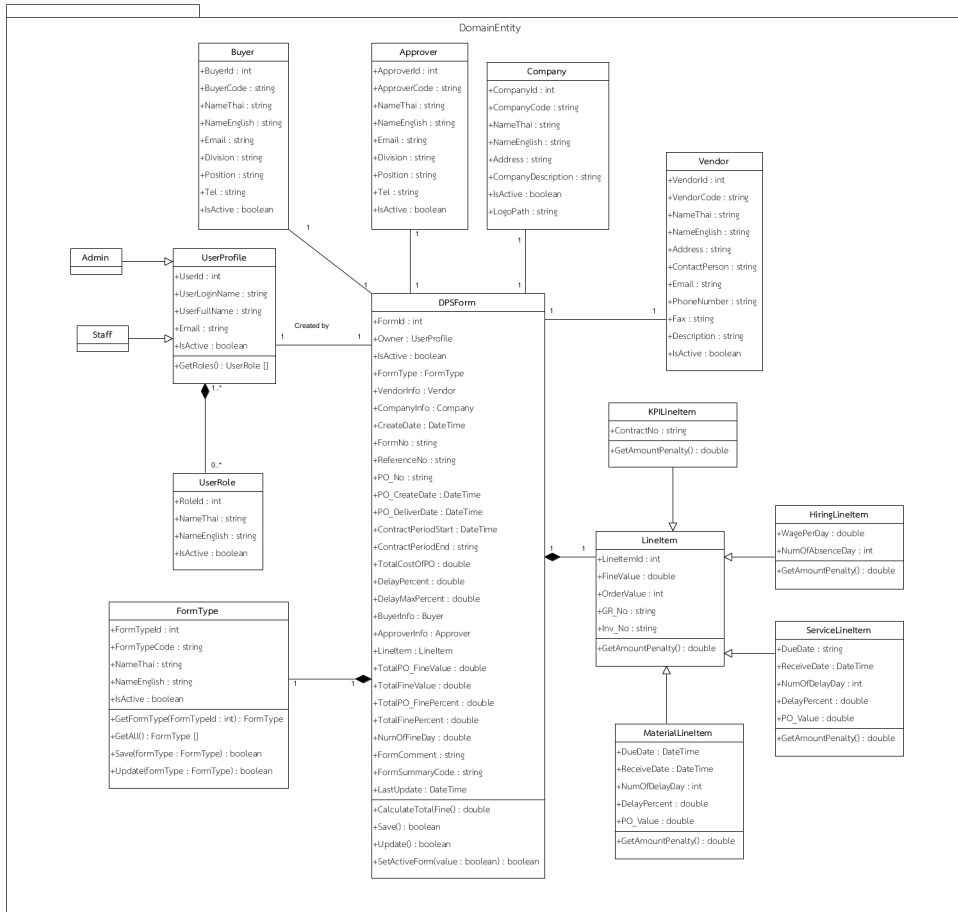 DomainEntity
Buyer
+BuyerId : int
+BuyerCode : string
+NameThai : string
+NameEnglish : string
+Email : string
+Division : string
+Position : string
+Tel : string
+IsActive : boolean
Approver
+ApproverId : int
+ApproverCode : string
+NameThai : string
+NameEnglish : string
+Email : string
+Division : string
+Position : string
+Tel : string
+IsActive : boolean
Company
+CompanyId : int
+CompanyCode : string
+NameThai : string
+NameEnglish : string
+Address : string
+CompanyDescription : string
+IsActive : boolean
+LogoPath : string
Vendor
+VendorId : int
+VendorCode : string
+NameThai : string
+NameEnglish : string
+Address : string
+ContactPerson : string
+Email : string
+PhoneNumber : string
+Fax : string
+Description : string
+IsActive : boolean
1
1
1
1
1
1
1
1
Admin
Staff
UserProfile
+UserId : int
+UserLoginName : string
+UserFullName : string
+Email : string
+IsActive : boolean
+GetRoles() : UserRole []
Created by
1
1
1..*
0..*
UserRole
+RoleId : int
+NameThai : string
+NameEnglish : string
+IsActive : boolean
DPSForm
+FormId : int
+Owner : UserProfile
+IsActive : boolean
+FormType : FormType
+VendorInfo : Vendor
+CompanyInfo : Company
+CreateDate : DateTime
+FormNo : string
+ReferenceNo : string
+PO_No : string
+PO_CreateDate : DateTime
+PO_DeliverDate : DateTime
+ContractPeriodStart : DateTime
+ContractPeriodEnd : string
+TotalCostOfPO : double
+DelayPercent : double
+DelayMaxPercent : double
+BuyerInfo : Buyer
+ApproverInfo : Approver
+LineItem : LineItem
+TotalPO_FineValue : double
+TotalFineValue : double
+TotalPO_FinePercent : double
+TotalFinePercent : double
+NumOfFineDay : double
+FormComment : string
+FormSummaryCode : string
+LastUpdate : DateTime
+CalculateTotalFine() : double
+Save() : boolean
+Update() : boolean
+SetActiveForm(value : boolean) : boolean
FormType
+FormTypeId : int
+FormTypeCode : string
+NameThai : string
+NameEnglish : string
+IsActive : boolean
+GetFormType(FormTypeId : int) : FormType
+GetAll() : FormType []
+Save(formType : FormType) : boolean
+Update(formType : FormType) : boolean
1
1
KPILineItem
+ContractNo : string
+GetAmountPenalty() : double
1
1
LineItem
+LineItemId : int
+FineValue : double
+OrderValue : int
+GR_No : string
+Inv_No : string
+GetAmountPenalty() : double
HiringLineItem
+WagePerDay : double
+NumOfAbsenceDay : int
+GetAmountPenalty() : double
ServiceLineItem
+DueDate : string
+ReceiveDate : DateTime
+NumOfDelayDay : int
+DelayPercent : double
+PO_Value : double
+GetAmountPenalty() : double
MaterialLineItem
+DueDate : DateTime
+ReceiveDate : DateTime
+NumOfDelayDay : int
+DelayPercent : double
+PO_Value : double
+GetAmountPenalty() : double